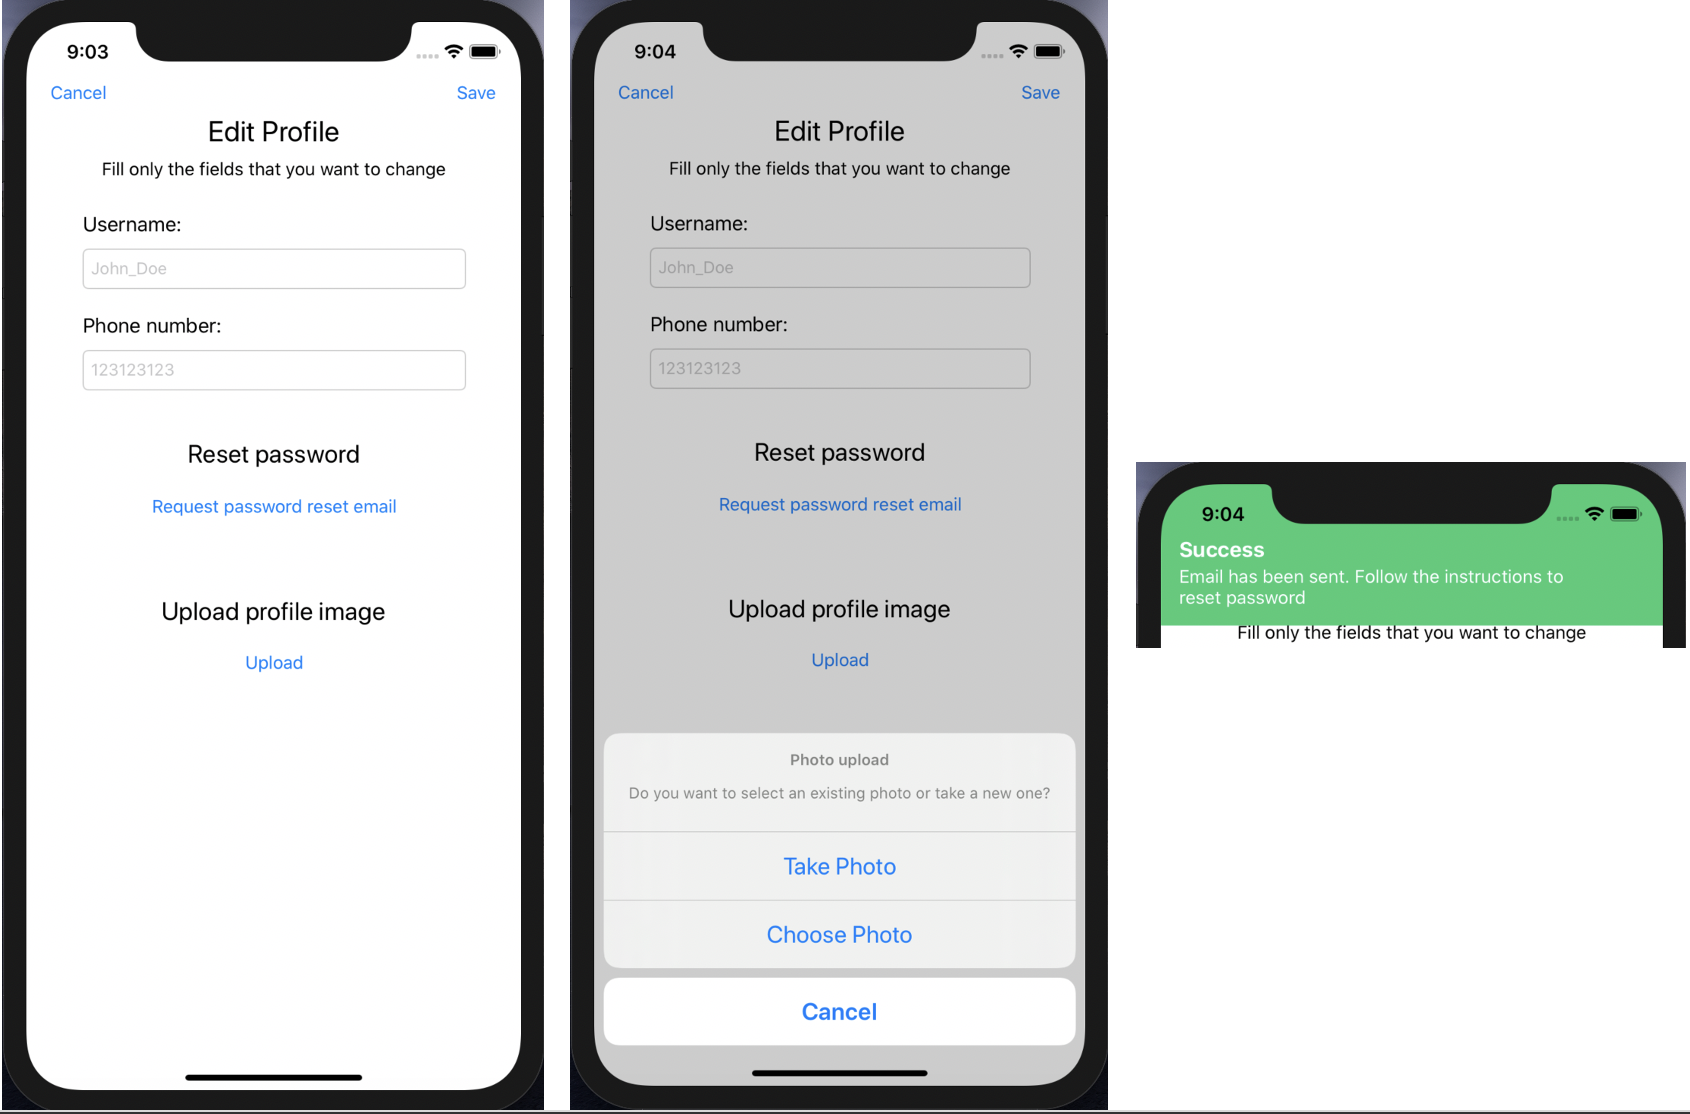 9:03
Cancel
Save
Edit Profile
Fill only the fields that you want to change
Username:
John_Doe
Phone number:
123123123
Reset password
Request password reset email
Upload profile image
Upload
9:04
Cancel
Save
Edit Profile
Fill only the fields that you want to change
Username:
John_Doe
Phone number:
123123123
Reset password
Request password reset email
Upload profile image
Upload
Photo upload
Do you want to select an existing photo or take a new one?
Take Photo
Choose Photo
Cancel
9:04
Success
Email has been sent. Follow the instructions to
reset password
Fill only the fields that you want to change